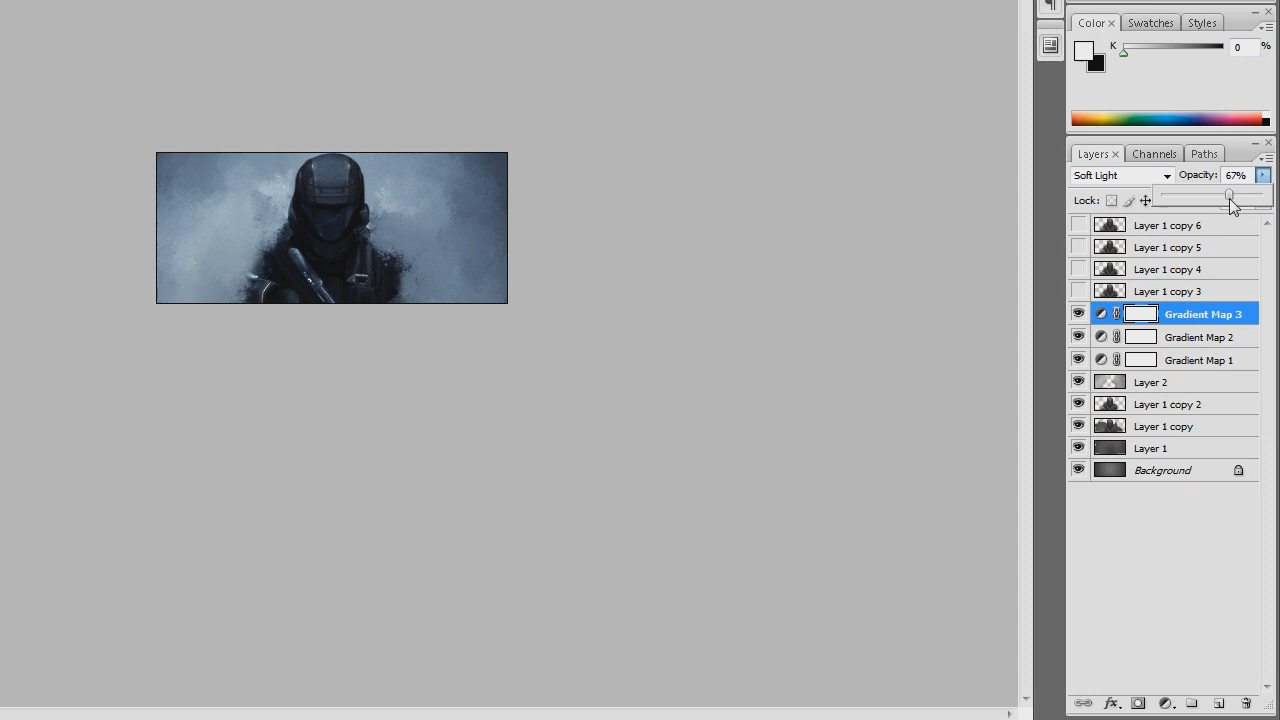 Color Swatches Styles
K 0 %
Layers Channels Paths
Soft Light Opacity: 67%
Lock:
Layer 1 copy 6
Layer 1 copy 5
Layer 1 copy 4
Layer 1 copy 3
Gradient Map 3
Gradient Map 2
Gradient Map 1
Layer 2
Layer 1 copy 2
Layer 1 copy
Layer 1
Background
fx